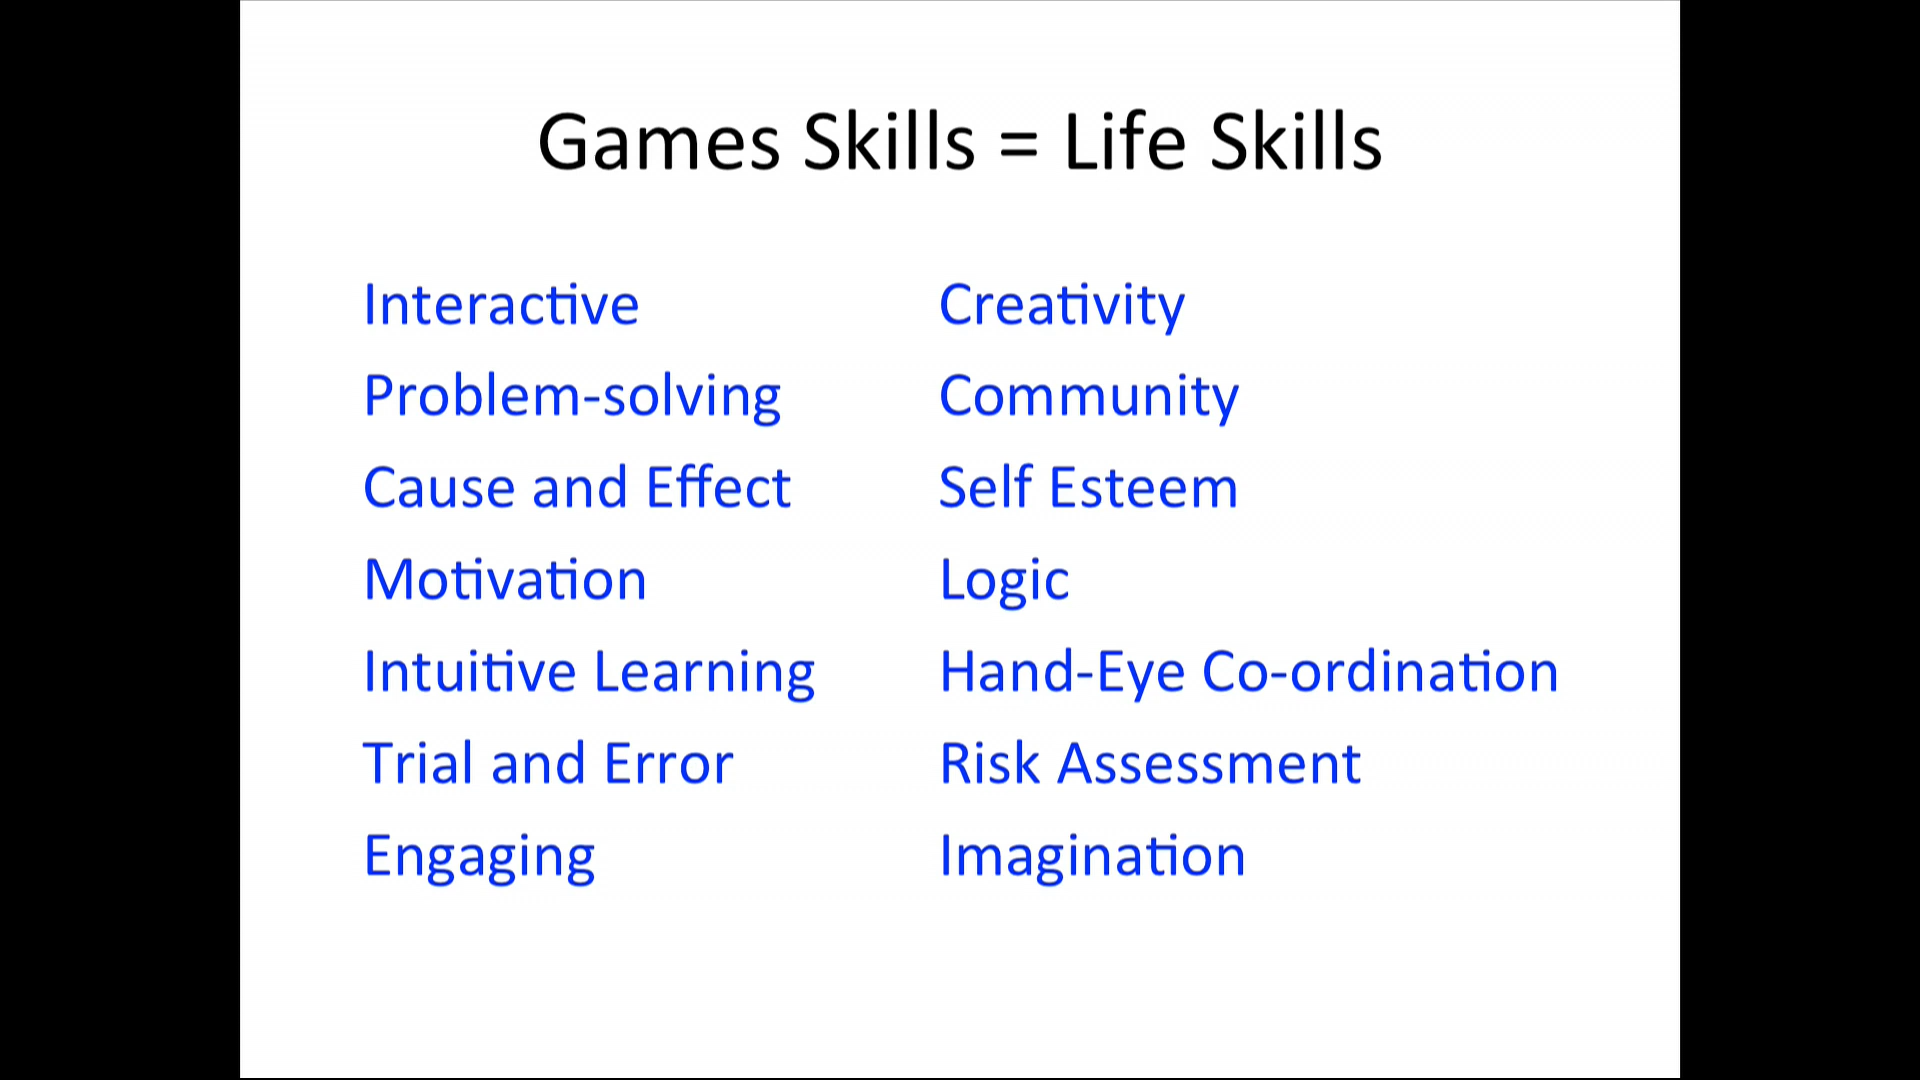 Games Skills = Life Skills
Interactive
Problem-solving
Cause and Effect
Motivation
Intuitive Learning
Trial and Error
Engaging
Creativity
Community
Self Esteem
Logic
Hand-Eye Co-ordination
Risk Assessment
Imagination